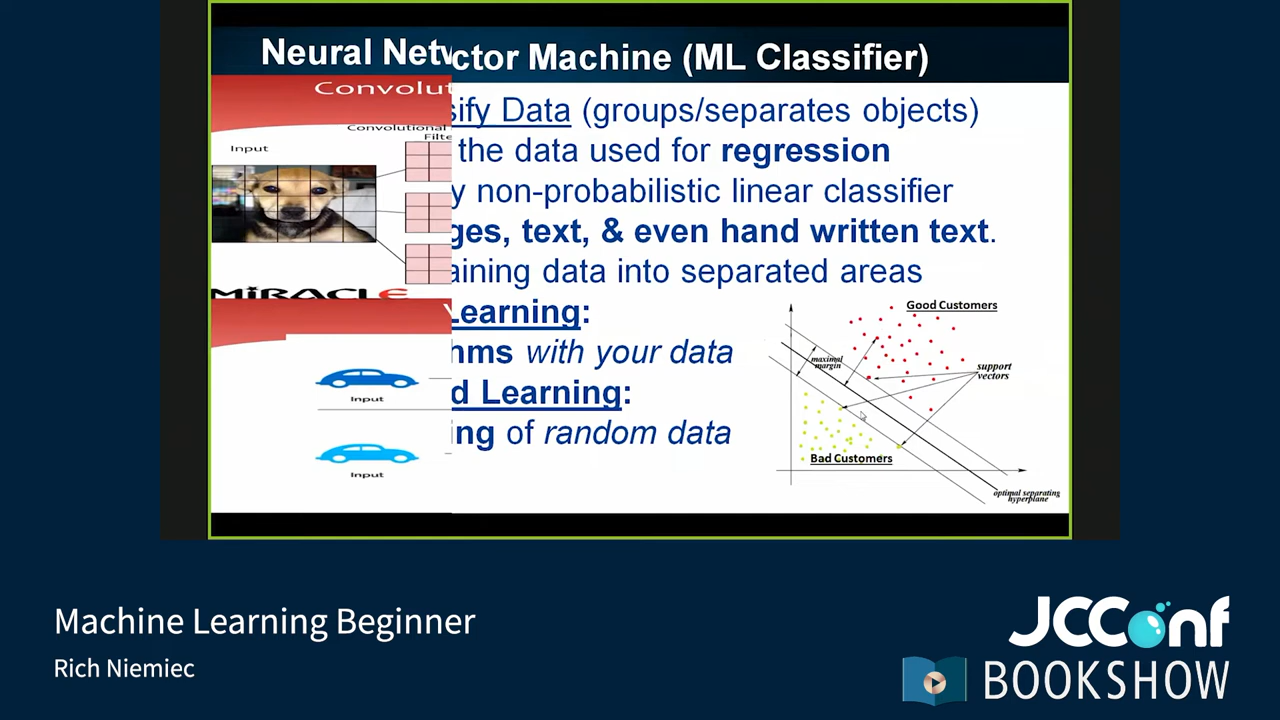 Neural Netw
ctor Machine (ML Classifier)
Convolut
Convolutional
Filte
Input
MIRACLE
Input
Input
sify Data (groups/separates objects)
the data used for regression
y non-probabilistic linear classifier
ges, text, & even hand written text.
aining data into separated areas
Learning:
hms with your data
d Learning:
ing of random data
Good Customers
maximal
margin
support
vectors
Bad Customers
optimal separating
hyperplane
Machine Learning Beginner
Rich Niemiec
JCConf
BOOKSHOW